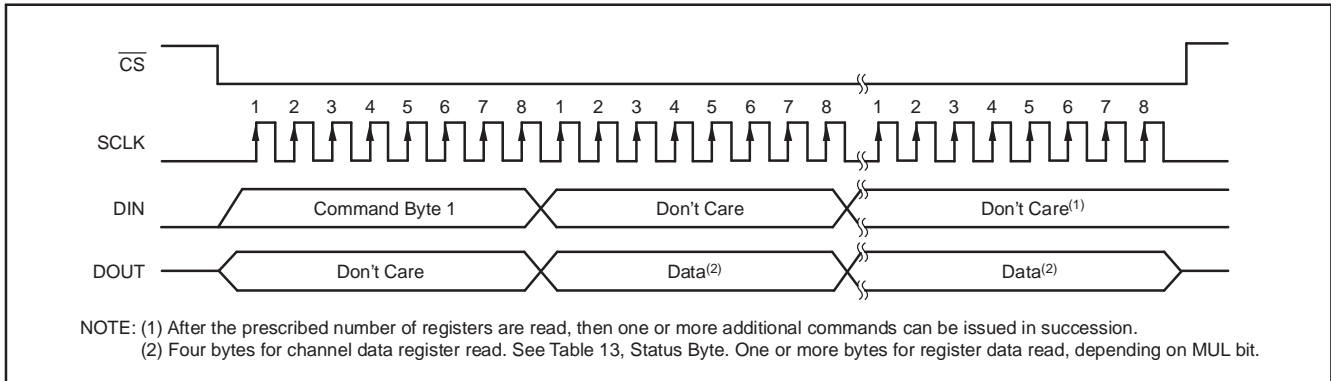 CS
1 2 3 4 5 6 7 8 1 2 3 4 5 6 7 8 1 2 3 4 5 6 7 8
SCLK
DIN Command Byte 1 Don't Care Don't Care(1)
DOUT Don't Care Data(2) Data(2)
NOTE: (1) After the prescribed number of registers are read, then one or more additional commands can be issued in succession.
(2) Four bytes for channel data register read. See Table 13, Status Byte. One or more bytes for register data read, depending on MUL bit.